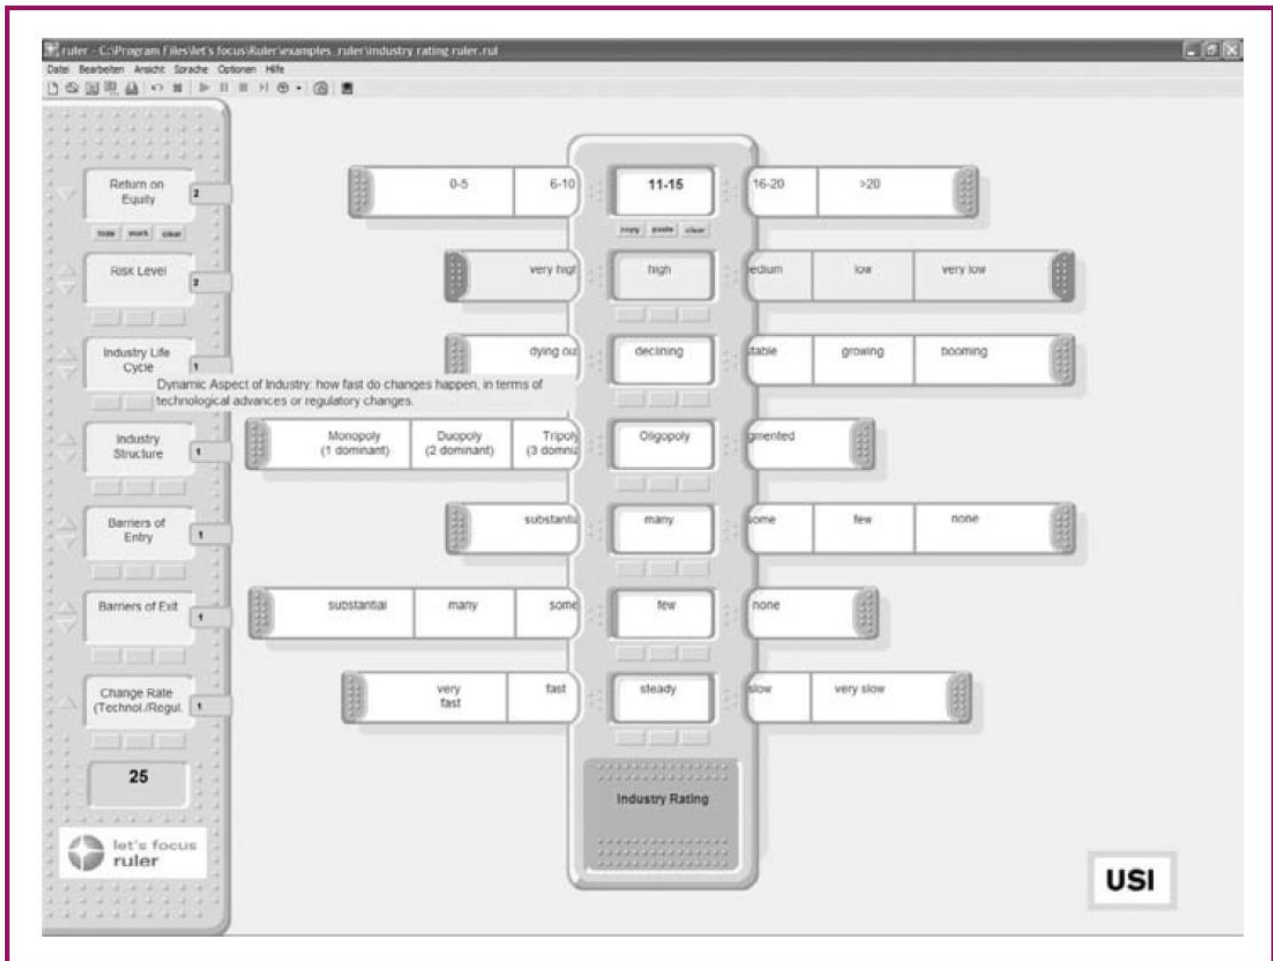 ruler - C:\Program Files\let's focus\Ruler\examples_ruler\industry rating ruler.rul
Datei Bearbeiten Ansicht Sprache Optionen Hilfe
Return on
Equity
2
0-5 6-10 11-15 16-20 >20
mark clear
copy paste clear
Risk Level
2
very high high edium low very low
Industry Life
Cycle
1
dying out declining stable growing booming
Dynamic Aspect of Industry: how fast do changes happen, in terms of
technological advances or regulatory changes.
Industry
Structure
1
Monopoly
(1 dominant)
Duopoly
(2 dominant)
Tripoly
(3 domnia
Oligopoly
gmented
Barriers of
Entry
1
substantia many some few none
Barriers of Exit
1
substantial many some few none
Change Rate
(Technol./Regul.
1
very
fast
fast steady slow very slow
25
Industry Rating
let's focus
ruler
USI